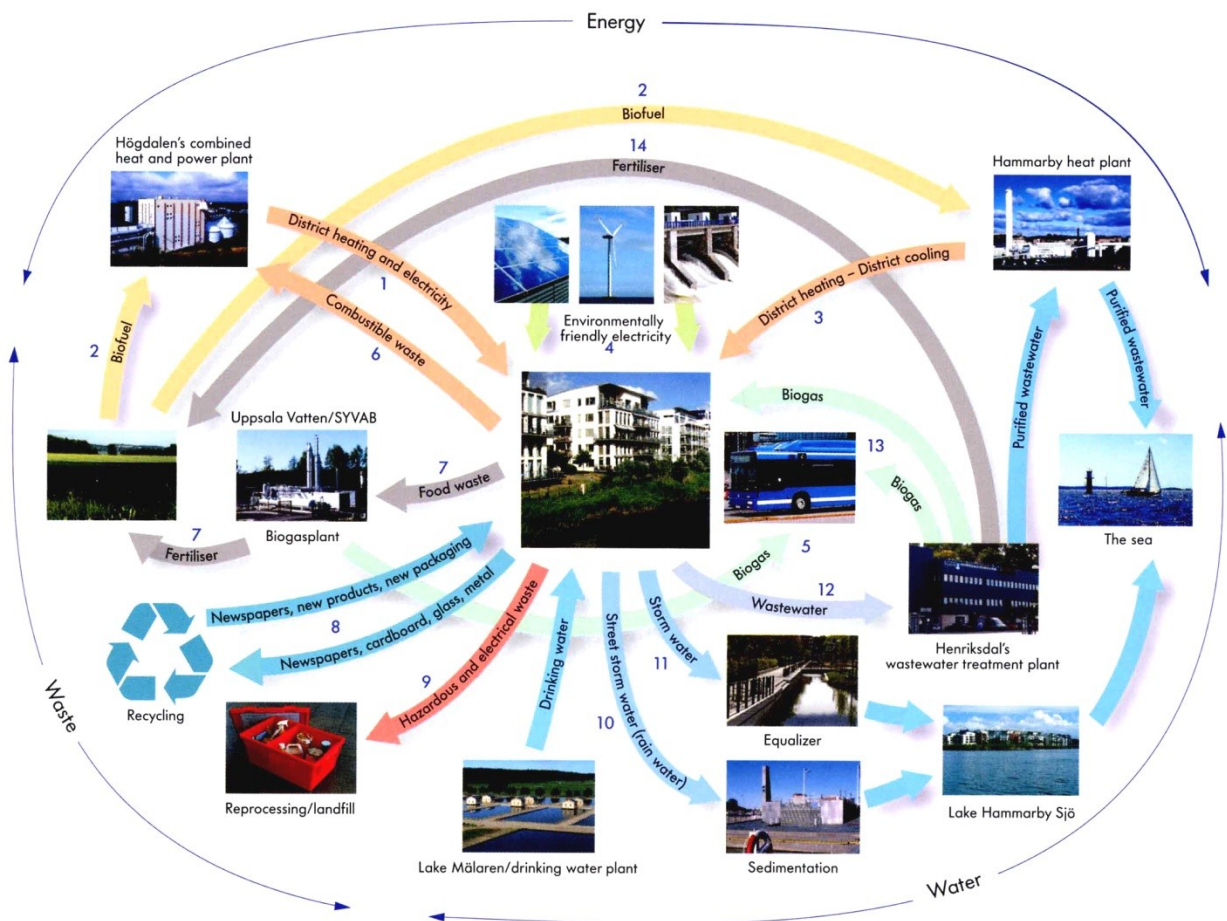 Energy
2
Biofuel
14
Fertiliser
Högdalen's combined
heat and power plant
Hammarby heat plant
District heating and electricity
1
Combustible waste
6
Environmentally
friendly electricity
4
District heating – District cooling
3
2
Biofuel
Purified wastewater
Purified wastewater
Uppsala Vatten/SYVAB
Biogas
13
Biogas
7
Food waste
7
Fertiliser
Biogasplant
5
Biogas
The sea
12
Wastewater
Henriksdal's
wastewater treatment plant
Newspapers, new products, new packaging
8
Newspapers, cardboard, glass, metal
Recycling
9
Hazardous and electrical waste
Reprocessing/landfill
Drinking water
Lake Mälaren/drinking water plant
Storm water
11
Street storm water (rain water)
10
Equalizer
Sedimentation
Lake Hammarby Sjö
Waste
Water